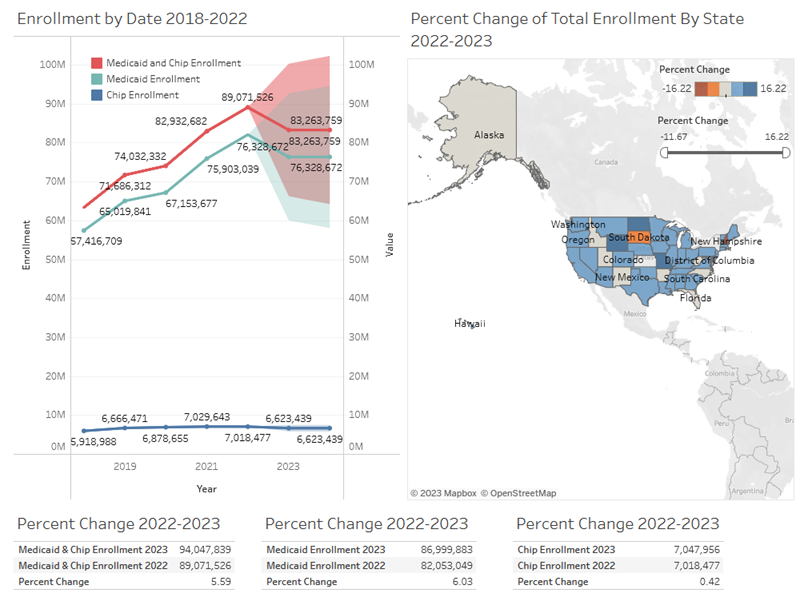 Enrollment by Date 2018-2022
Percent Change of Total Enrollment By State
2022-2023
100M
90M
80M
70M
60M
50M
40M
30M
20M
10M
0M
Enrollment
Medicaid and Chip Enrollment
Medicaid Enrollment
Chip Enrollment
89,071,526
82,932,682
83,263,759
83,263,759
76,328,672
74,032,332
76,328,672
75,903,039
71,686,312
67,153,677
65,019,841
57,416,709
6,666,471
7,029,643
6,623,439
5,918,988
6,878,655
7,018,477
6,623,439
2019
2021
2023
Year
100M
90M
80M
70M
60M
50M
40M
30M
20M
10M
0M
Value
Percent Change
-16.22
16.22
Percent Change
-11.67
16.22
Alaska
Canada
Washington
Oregon
South Dakota
New Hampshire
Colorado
District of Columbia
New Mexico
South Carolina
Florida
Mexico
Hawaii
Colombia
Peru
Br
Argentina
© 2023 Mapbox © OpenStreetMap
Percent Change 2022-2023
Medicaid & Chip Enrollment 2023 94,047,839
Medicaid & Chip Enrollment 2022 89,071,526
Percent Change 5.59
Percent Change 2022-2023
Medicaid Enrollment 2023 86,999,883
Medicaid Enrollment 2022 82,053,049
Percent Change 6.03
Percent Change 2022-2023
Chip Enrollment 2023 7,047,956
Chip Enrollment 2022 7,018,477
Percent Change 0.42